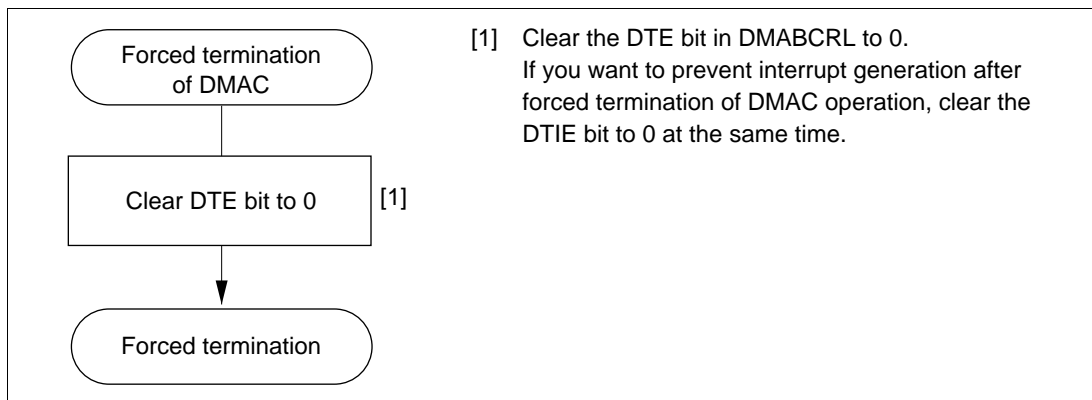 Forced termination
of DMAC
Clear DTE bit to 0
[1]
Forced termination
[1] Clear the DTE bit in DMABCRL to 0.
If you want to prevent interrupt generation after
forced termination of DMAC operation, clear the
DTIE bit to 0 at the same time.